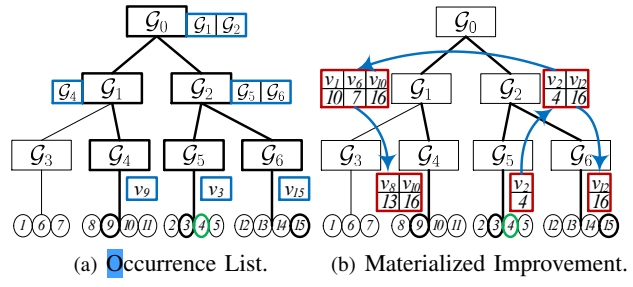 𝒢0 𝒢1 𝒢2
𝒢4 𝒢1 𝒢2 𝒢5 𝒢6
𝒢3 𝒢4 𝒢5 𝒢6
v9 v3 v15
1 6 7 8 9 10 11 2 3 4 5 12 13 14 15
(a) Occurrence List.
𝒢0
v1 v6 v10 𝒢1 𝒢2 v2 v12
10 7 16 4 16
𝒢3 𝒢4 𝒢5 𝒢6
v8 v10 v2 v12
13 16 4 16
1 6 7 8 9 10 11 2 3 4 5 12 13 14 15
(b) Materialized Improvement.